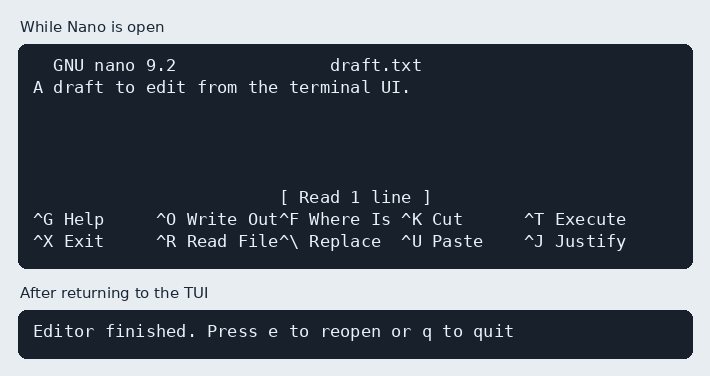 While Nano is open
GNU nano 9.2 draft.txt
A draft to edit from the terminal UI.
[ Read 1 line ]
^G Help ^O Write Out^F Where Is ^K Cut ^T Execute
^X Exit ^R Read File^\ Replace ^U Paste ^J Justify
After returning to the TUI
Editor finished. Press e to reopen or q to quit